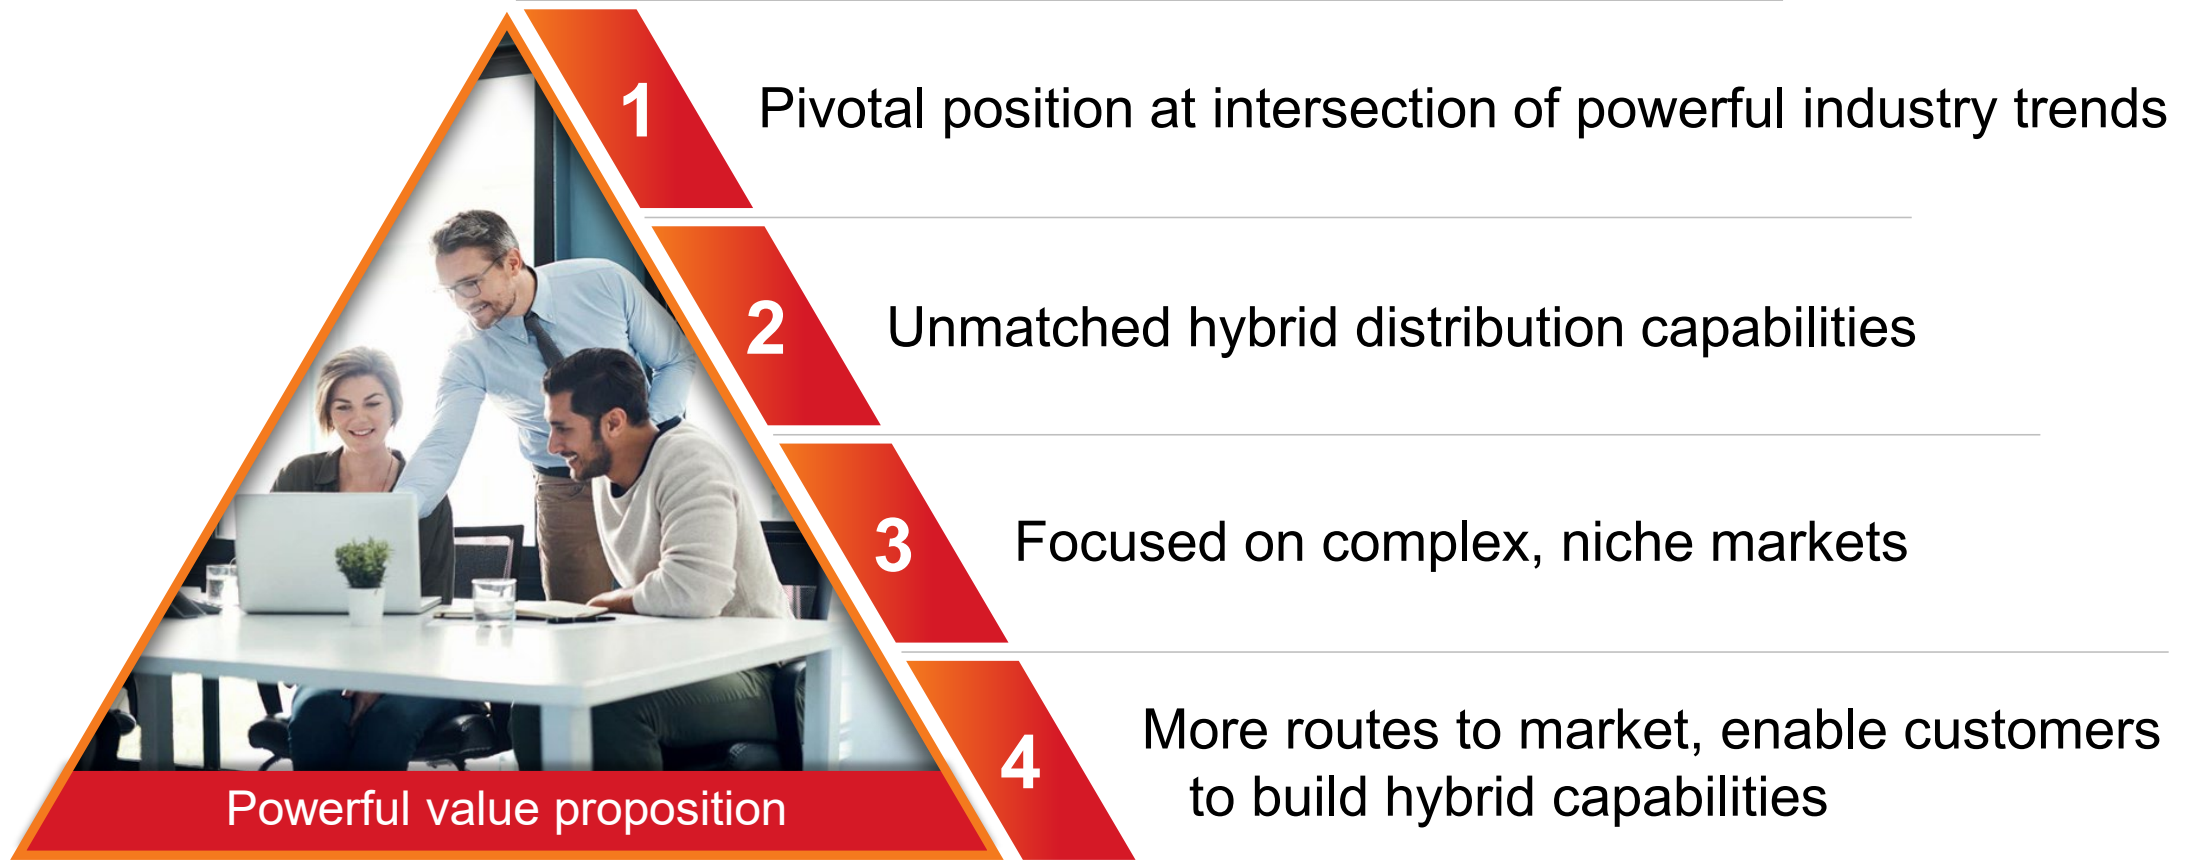 1
Pivotal position at intersection of powerful industry trends
2
Unmatched hybrid distribution capabilities
3
Focused on complex, niche markets
4
More routes to market, enable customers
to build hybrid capabilities
Powerful value proposition